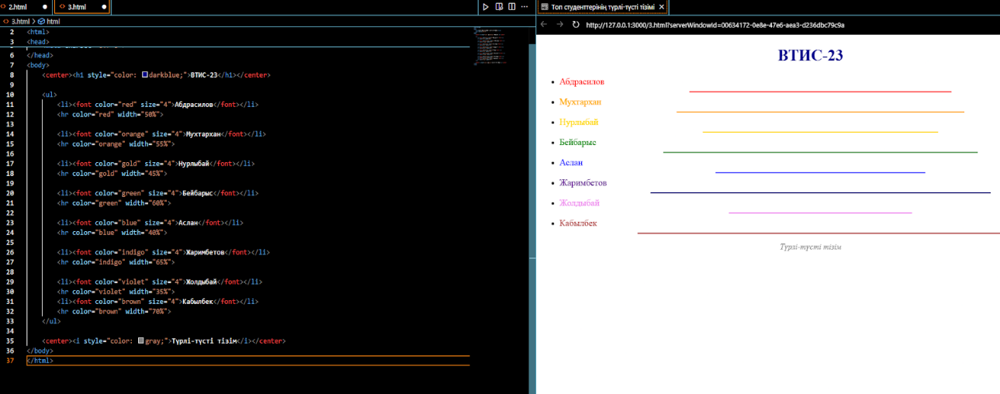 2.html
3.html
3.html > html
2 <html>
3 <head>
6 </head>
7 <body>
8 <center><h1 style="color: darkblue;">ВТИС-23</h1></center>
9
10 <ul>
11 <li><font color="red" size="4">Абдрасилов</font></li>
12 <hr color="red" width="50%">
13
14 <li><font color="orange" size="4">Мухтархан</font></li>
15 <hr color="orange" width="55%">
16
17 <li><font color="gold" size="4">Нурлыбай</font></li>
18 <hr color="gold" width="45%">
19
20 <li><font color="green" size="4">Бейбарыс</font></li>
21 <hr color="green" width="60%">
22
23 <li><font color="blue" size="4">Аслан</font></li>
24 <hr color="blue" width="40%">
25
26 <li><font color="indigo" size="4">Жаримбетов</font></li>
27 <hr color="indigo" width="65%">
28
29 <li><font color="violet" size="4">Жолдыбай</font></li>
30 <hr color="violet" width="35%">
31 <li><font color="brown" size="4">Кабылбек</font></li>
32 <hr color="brown" width="70%">
33 </ul>
34
35 <center><i style="color: gray;">Түрлі-түсті тізім</i></center>
36 </body>
37 </html>
Топ студенттерінің түрлі-түсті тізімі
http://127.0.0.1:3000/3.html?serverWindowId=00634172-0e8e-47e6-aea3-d236dbc79c9a
ВТИС-23
Абдрасилов
Мухтархан
Нурлыбай
Бейбарыс
Аслан
Жаримбетов
Жолдыбай
Кабылбек
Түрлі-түсті тізім